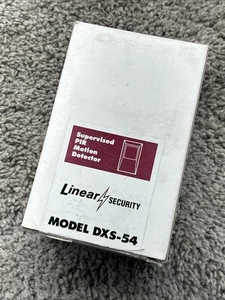 Supervised
PIR
Motion
Detector
Linear SECURITY
MODEL DXS-54